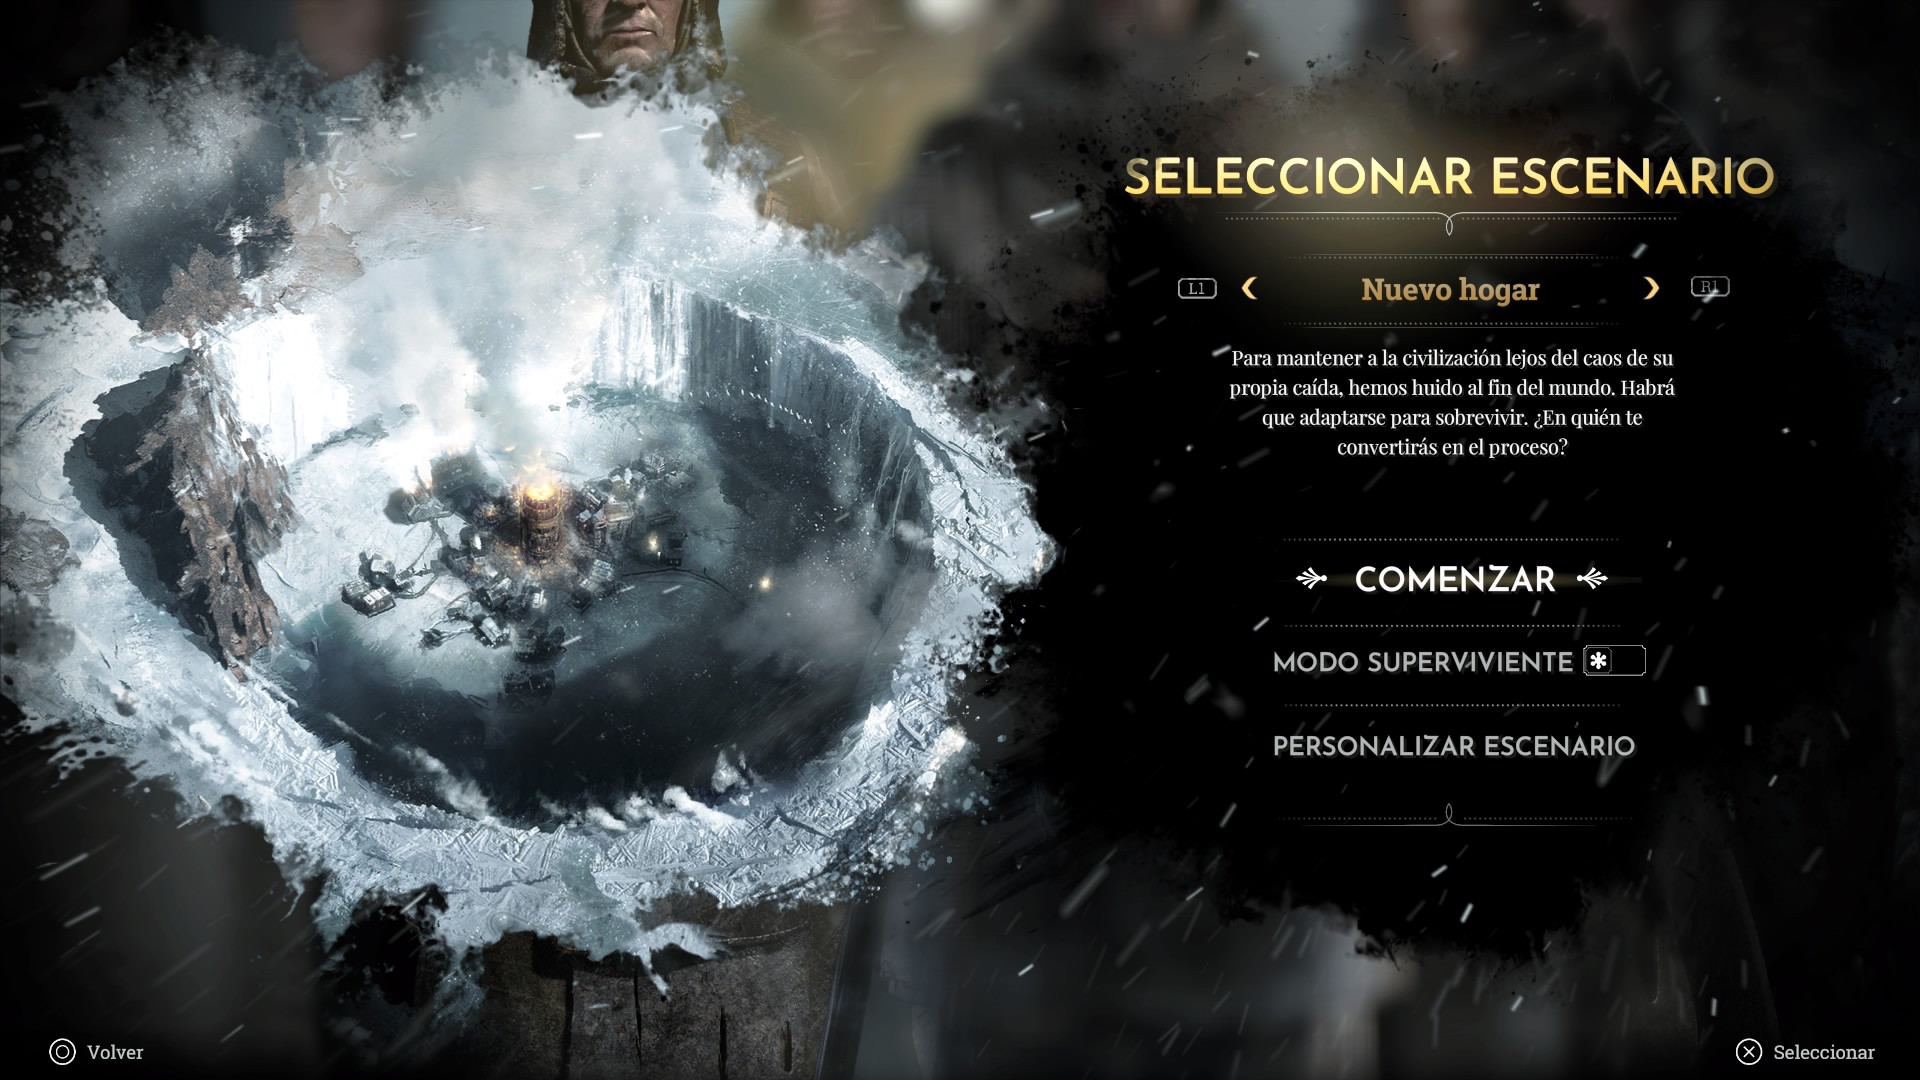 SELECCIONAR ESCENARIO
L1 Nuevo hogar R1
Para mantener a la civilización lejos del caos de su
propia caída, hemos huido al fin del mundo. Habrá
que adaptarse para sobrevivir. ¿En quién te
convertirás en el proceso?
COMENZAR
MODO SUPERVIVIENTE
PERSONALIZAR ESCENARIO
Volver
Seleccionar